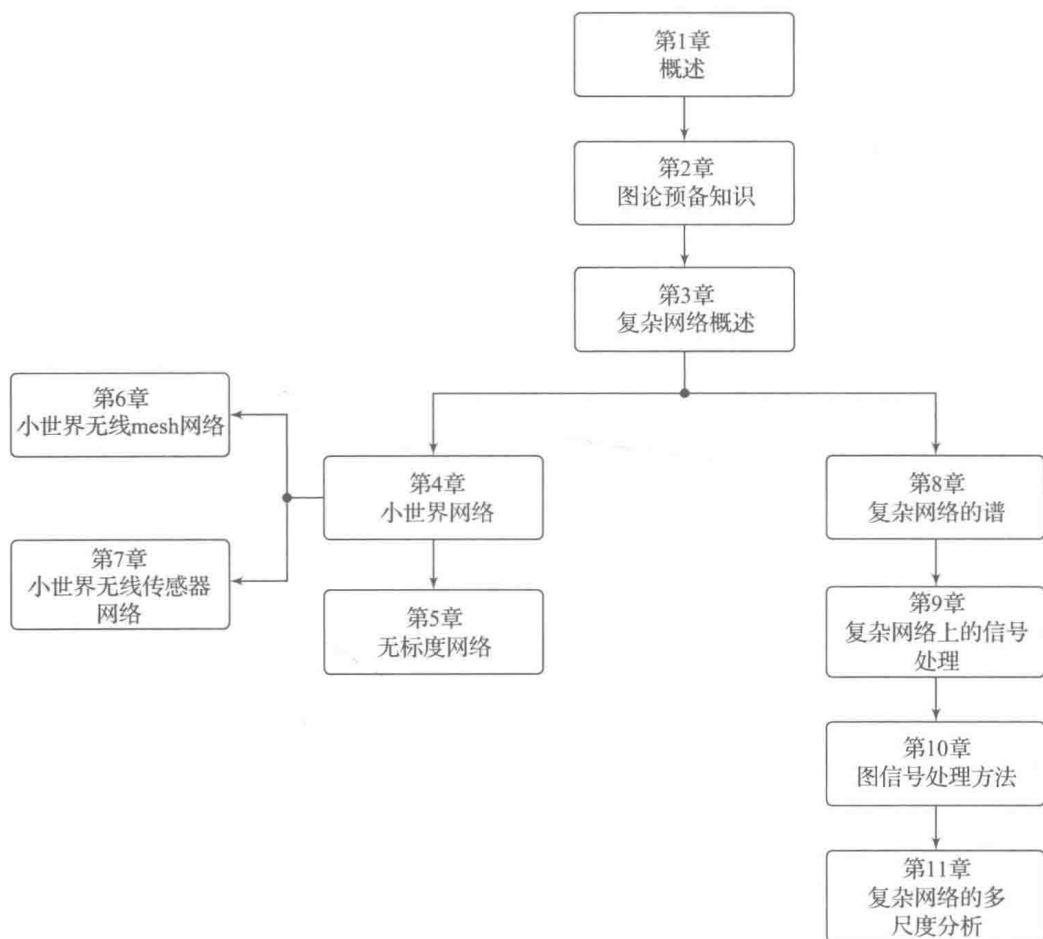 第1章
概述
第2章
图论预备知识
第3章
复杂网络概述
第6章
小世界无线mesh网络
第4章
小世界网络
第8章
复杂网络的谱
第7章
小世界无线传感器
网络
第5章
无标度网络
第9章
复杂网络上的信号
处理
第10章
图信号处理方法
第11章
复杂网络的多
尺度分析